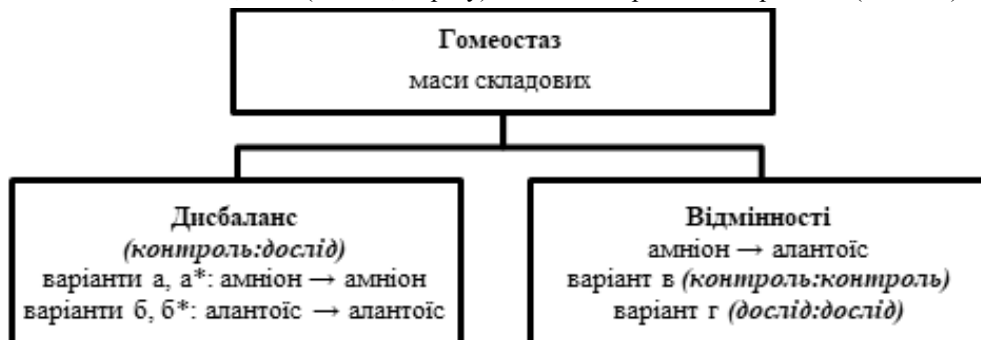 Гомеостаз
маси складових
Дисбаланс
(контроль:дослід)
варіанти а, а*: амніон → амніон
варіанти б, б*: алантоїс → алантоїс
Відмінності
амніон → алантоїс
варіант в (контроль:контроль)
варіант г (дослід:дослід)